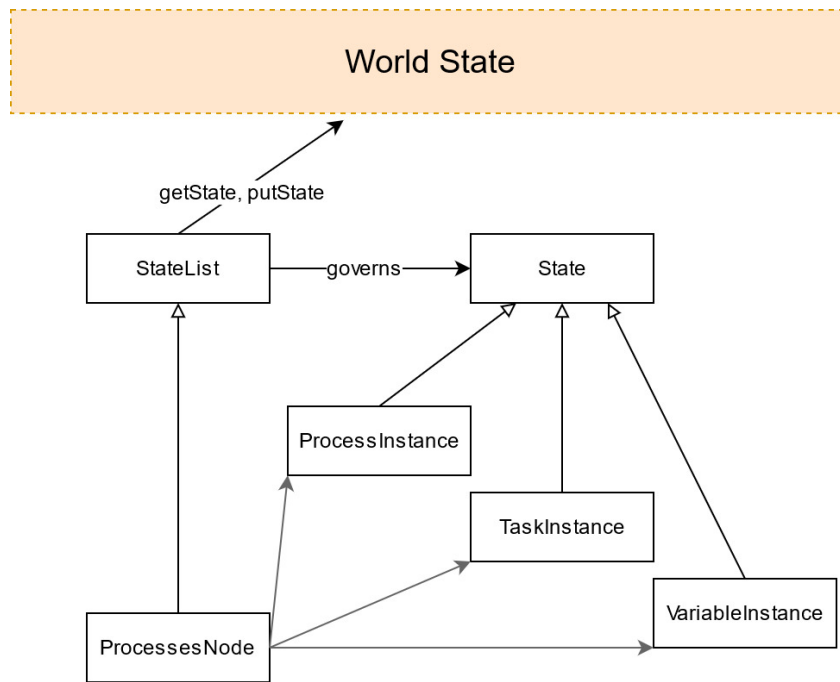 World State
getState, putState
StateList
governs
State
ProcessInstance
TaskInstance
VariableInstance
ProcessesNode